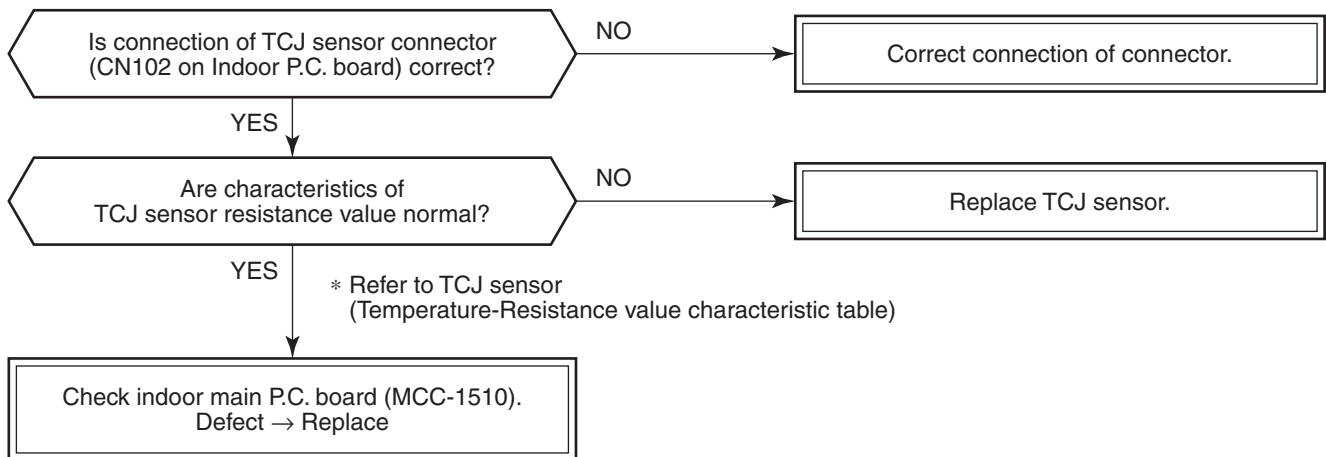 Is connection of TCJ sensor connector
(CN102 on Indoor P.C. board) correct?
NO
Correct connection of connector.
YES
Are characteristics of
TCJ sensor resistance value normal?
NO
Replace TCJ sensor.
YES
* Refer to TCJ sensor
(Temperature-Resistance value characteristic table)
Check indoor main P.C. board (MCC-1510).
Defect → Replace